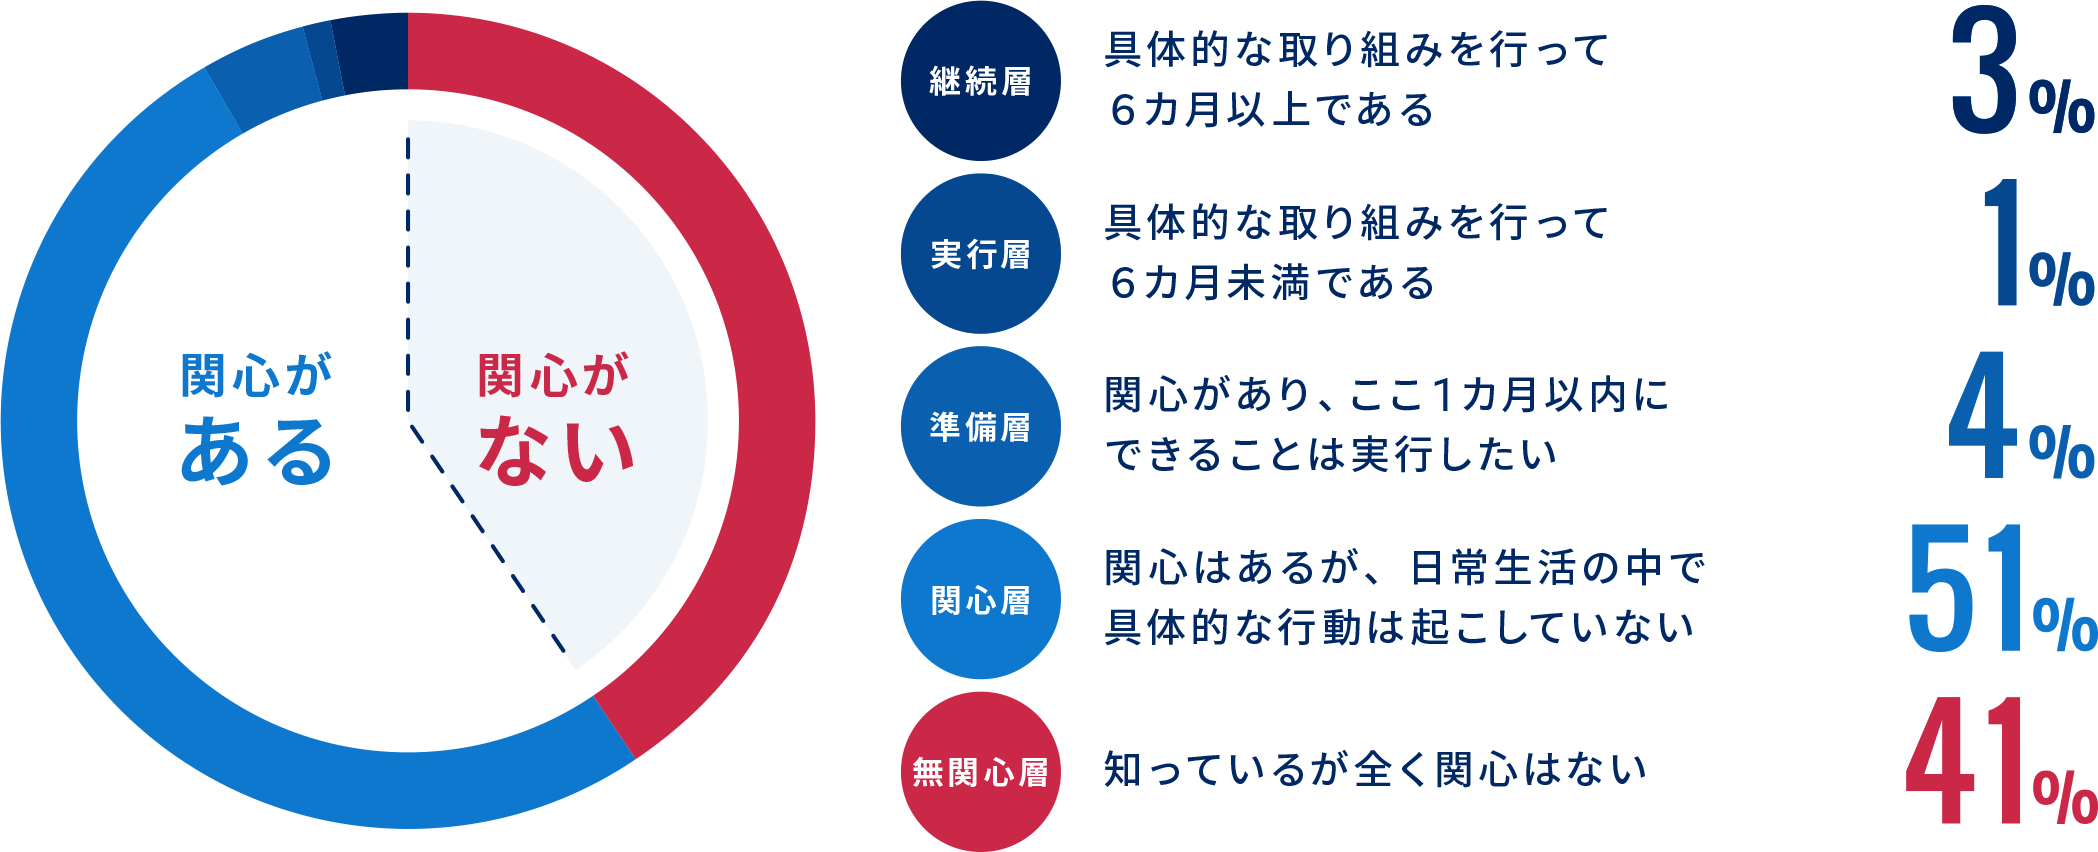 関心が
ある
関心が
ない
継続層
具体的な取り組みを行って
６カ月以上である
3%
実行層
具体的な取り組みを行って
６カ月未満である
1%
準備層
関心があり、ここ１カ月以内に
できることは実行したい
4%
関心層
関心はあるが、日常生活の中で
具体的な行動は起こしていない
51%
無関心層
知っているが全く関心はない
41%